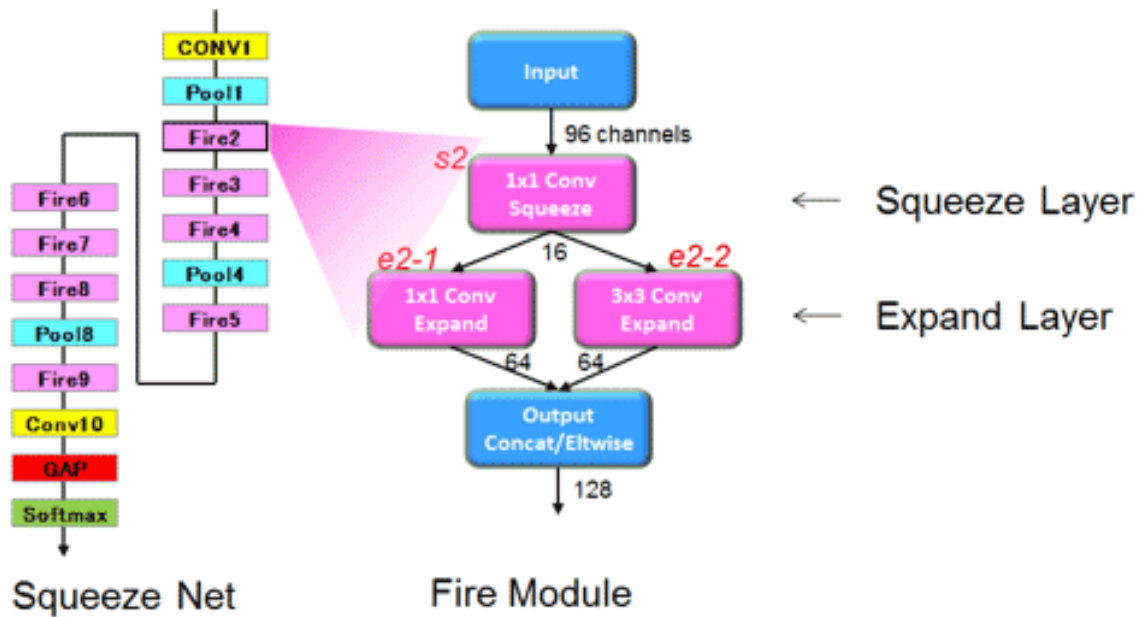 CONV1
Pool1
Fire2
Fire3
Fire4
Pool4
Fire5
Fire6
Fire7
Fire8
Pool8
Fire9
Conv10
GAP
Softmax
Squeeze Net
Input
96 channels
s2
1x1 Conv
Squeeze
16
e2-1
e2-2
1x1 Conv
Expand
3x3 Conv
Expand
64
64
Output
Concat/Eltwise
128
Fire Module
← Squeeze Layer
← Expand Layer